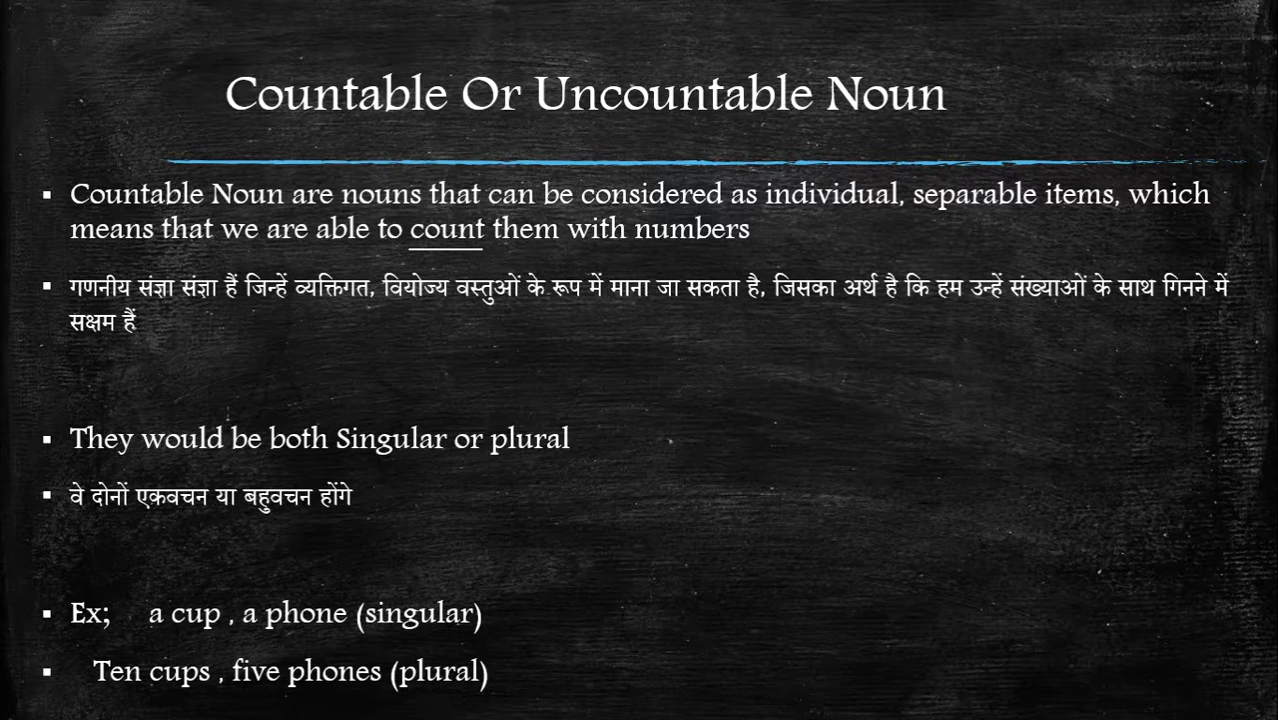 Countable Or Uncountable Noun
▪ Countable Noun are nouns that can be considered as individual, separable items, which
means that we are able to count them with numbers
▪ गणनीय संज्ञा संज्ञा हैं जिन्हें व्यक्तिगत, वियोज्य वस्तुओं के रूप में माना जा सकता है, जिसका अर्थ है कि हम उन्हें संख्याओं के साथ गिनने में
सक्षम हैं
▪ They would be both Singular or plural
▪ वे दोनों एकवचन या बहुवचन होंगे
▪ Ex; a cup , a phone (singular)
▪ Ten cups , five phones (plural)